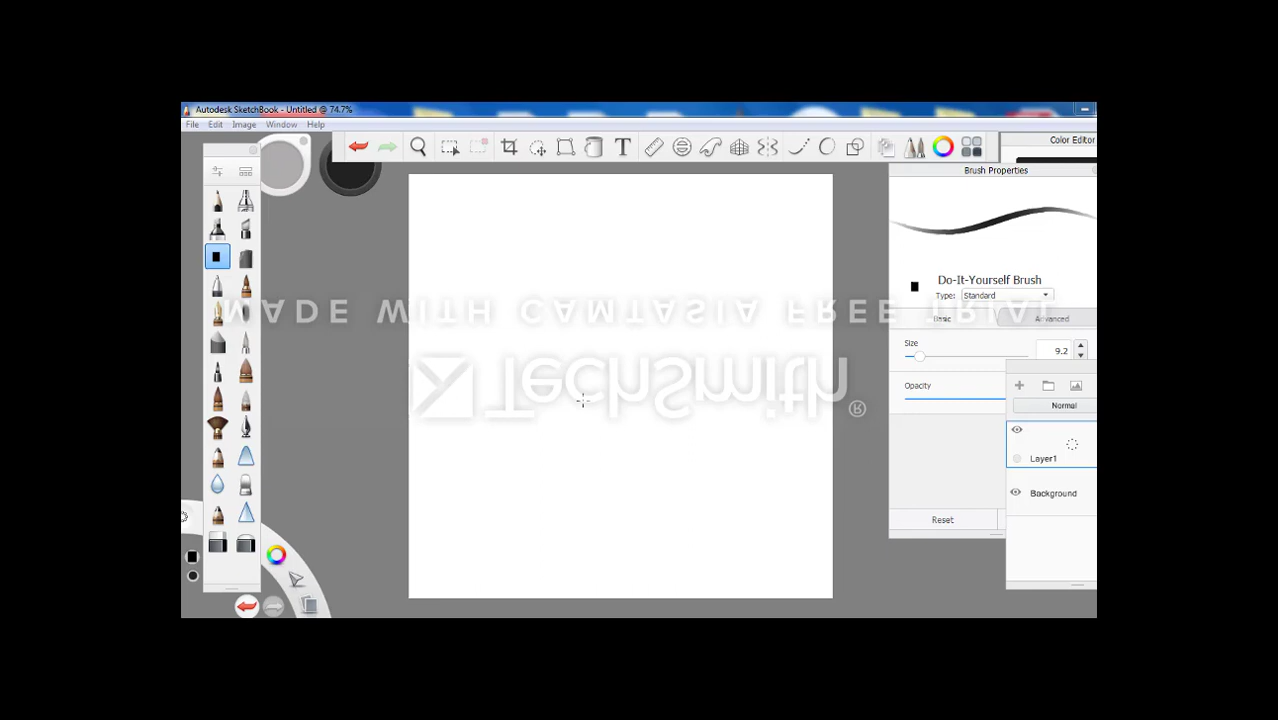 Autodesk SketchBook - Untitled @ 74.7%
File Edit Image Window Help
Color Editor
Brush Properties
Do-It-Yourself Brush
Type: Standard
MADE WITH CAMTASIA FREE TRIAL
Basic Advanced
Size 9.2
TechSmith®
Opacity
Normal
Layer1
Background
Reset